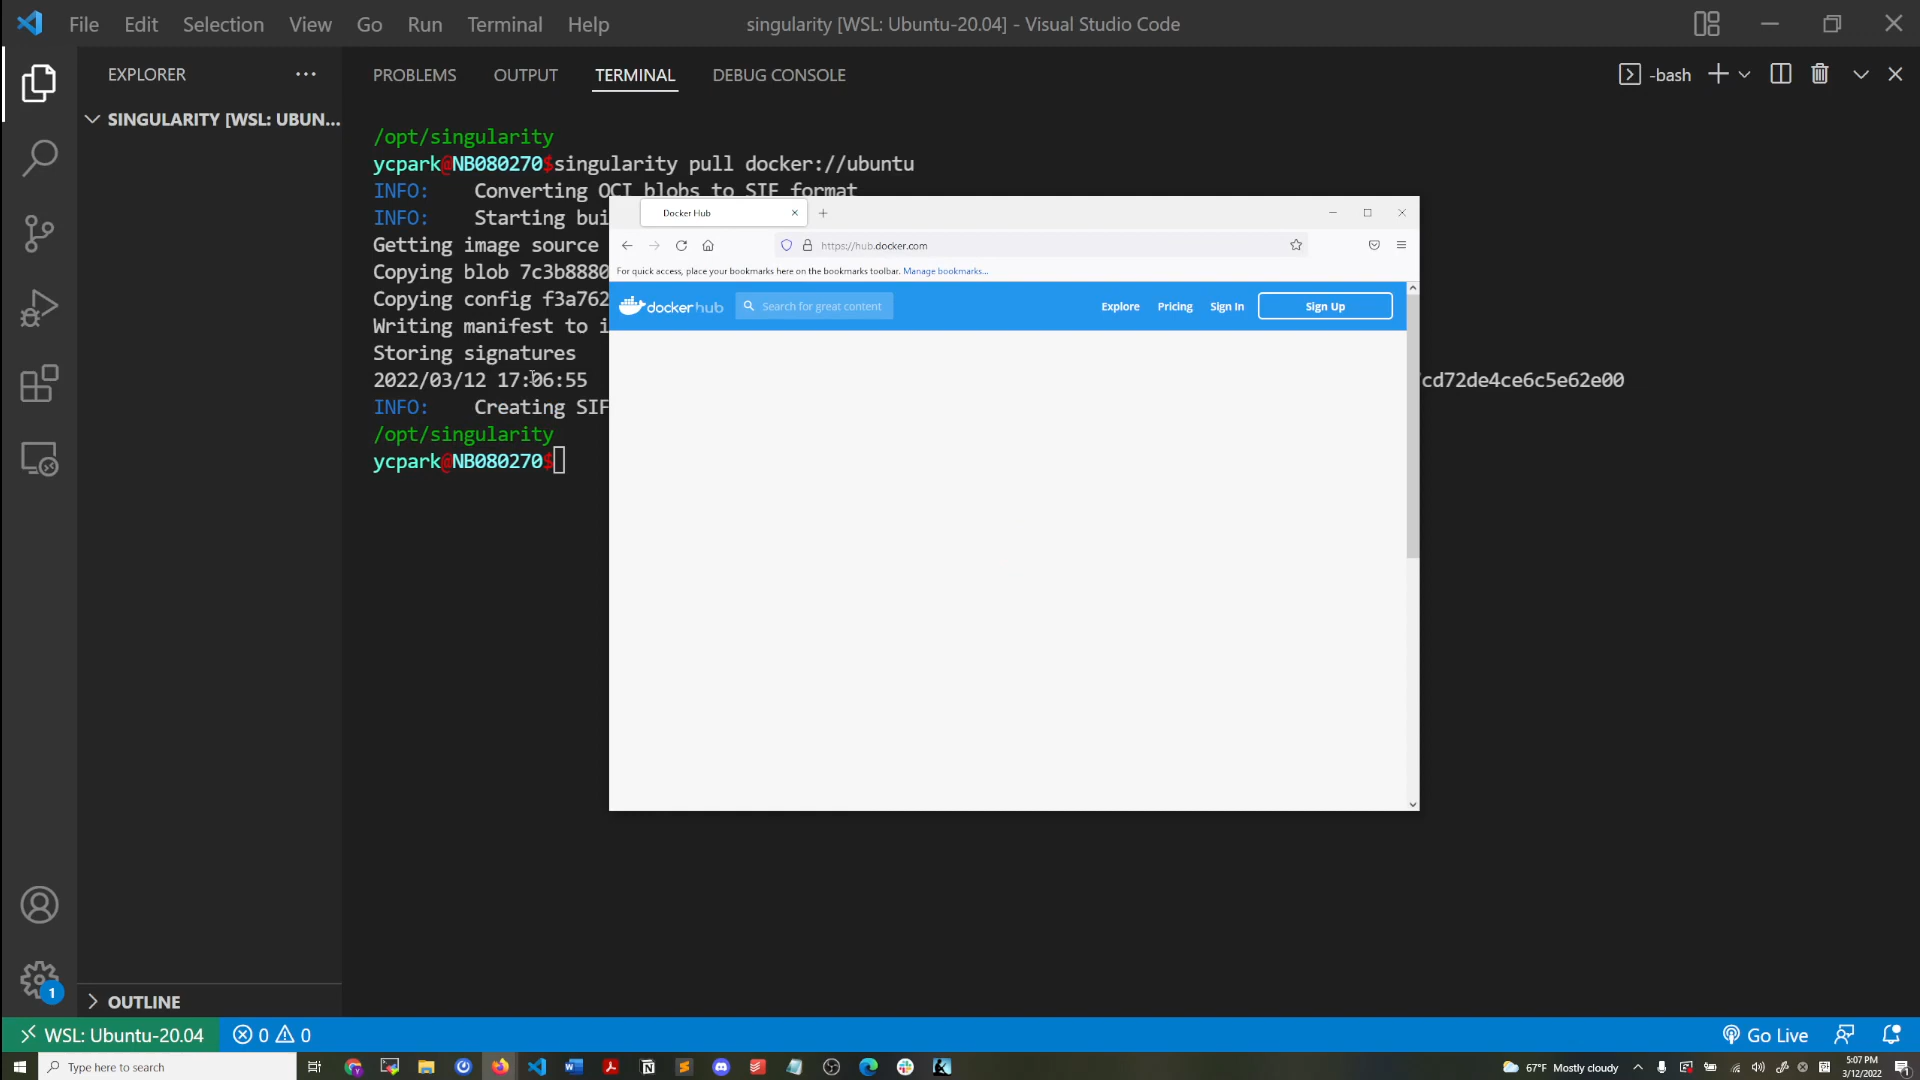 File Edit Selection View Go Run Terminal Help
singularity [WSL: Ubuntu-20.04] - Visual Studio Code
EXPLORER
SINGULARITY [WSL: UBUN...
PROBLEMS OUTPUT TERMINAL DEBUG CONSOLE
-bash
/opt/singularity
ycpark@NB080270$singularity pull docker://ubuntu
INFO: Converting OCI blobs to SIF format
INFO: Starting bui
Getting image source
Copying blob 7c3b8880
Copying config f3a762
Writing manifest to i
Storing signatures
2022/03/12 17:06:55
cd72de4ce6c5e62e00
INFO: Creating SIF
/opt/singularity
ycpark@NB080270$
Docker Hub
https://hub.docker.com
For quick access, place your bookmarks here on the bookmarks toolbar. Manage bookmarks...
docker hub
Search for great content
Explore Pricing Sign In Sign Up
1
OUTLINE
WSL: Ubuntu-20.04 0 0
Go Live
Type here to search
67°F Mostly cloudy
5:07 PM
3/12/2022